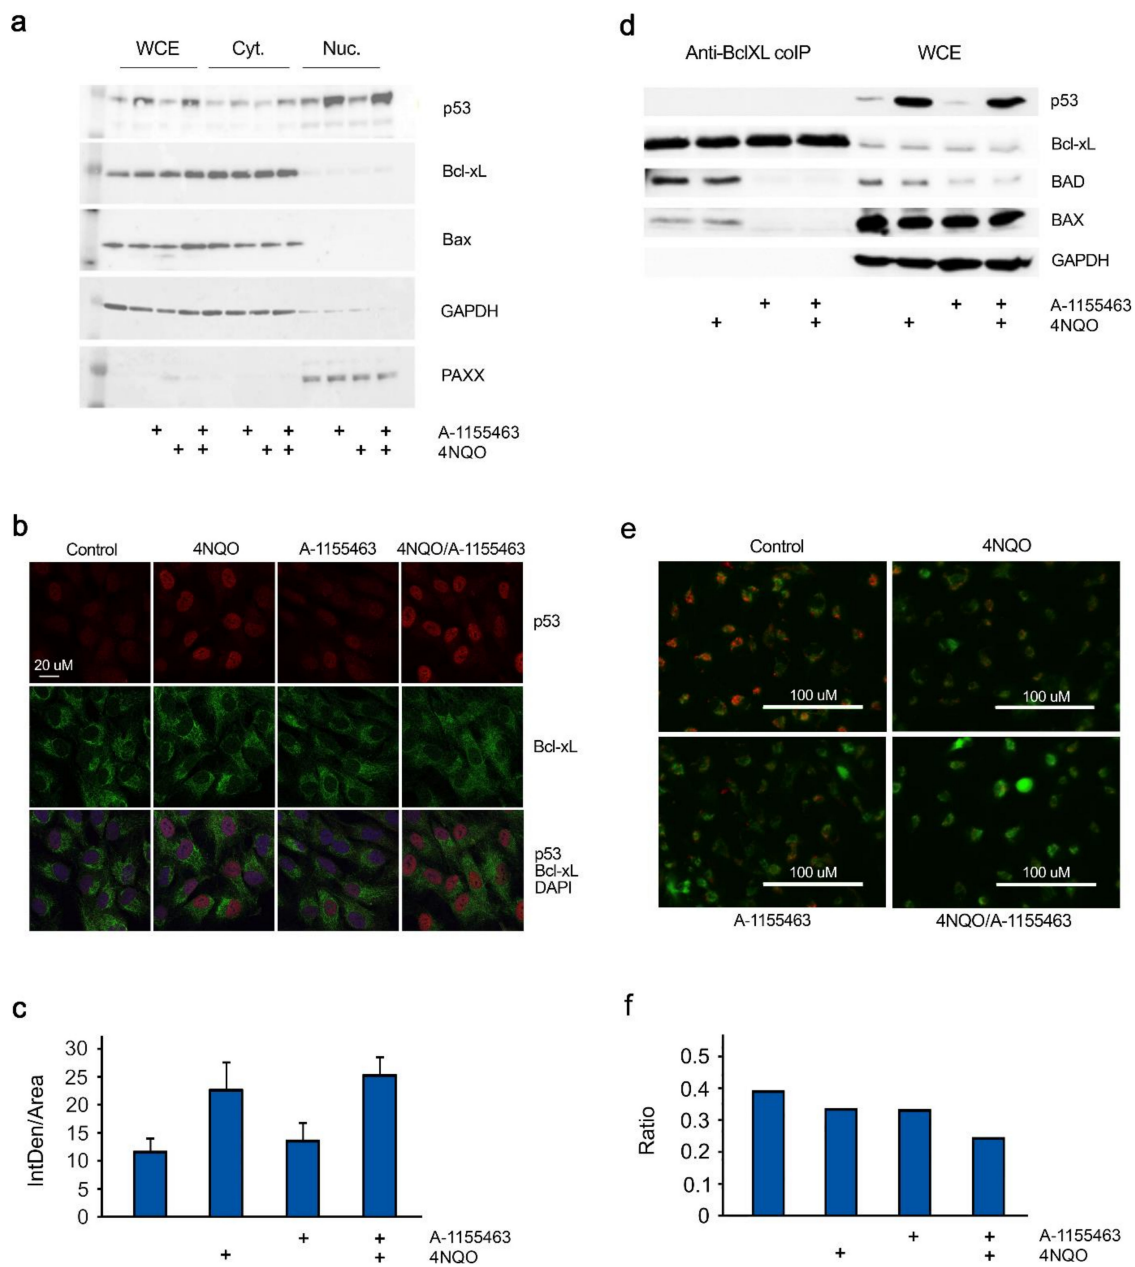 a
WCE Cyt. Nuc.
p53
Bcl-xL
Bax
GAPDH
PAXX
+ + + + + + A-1155463
+ + + + + + 4NQO
b
Control 4NQO A-1155463 4NQO/A-1155463
p53
20 uM
Bcl-xL
p53
Bcl-xL
DAPI
c
30
25
20
15
10
5
0
IntDen/Area
+ + A-1155463
+ + 4NQO
d
Anti-BclXL coIP WCE
p53
Bcl-xL
BAD
BAX
GAPDH
+ + + + A-1155463
+ + + + 4NQO
e
Control 4NQO
100 uM 100 uM
100 uM 100 uM
A-1155463 4NQO/A-1155463
f
0.5
0.4
0.3
0.2
0.1
0
Ratio
+ + A-1155463
+ + 4NQO